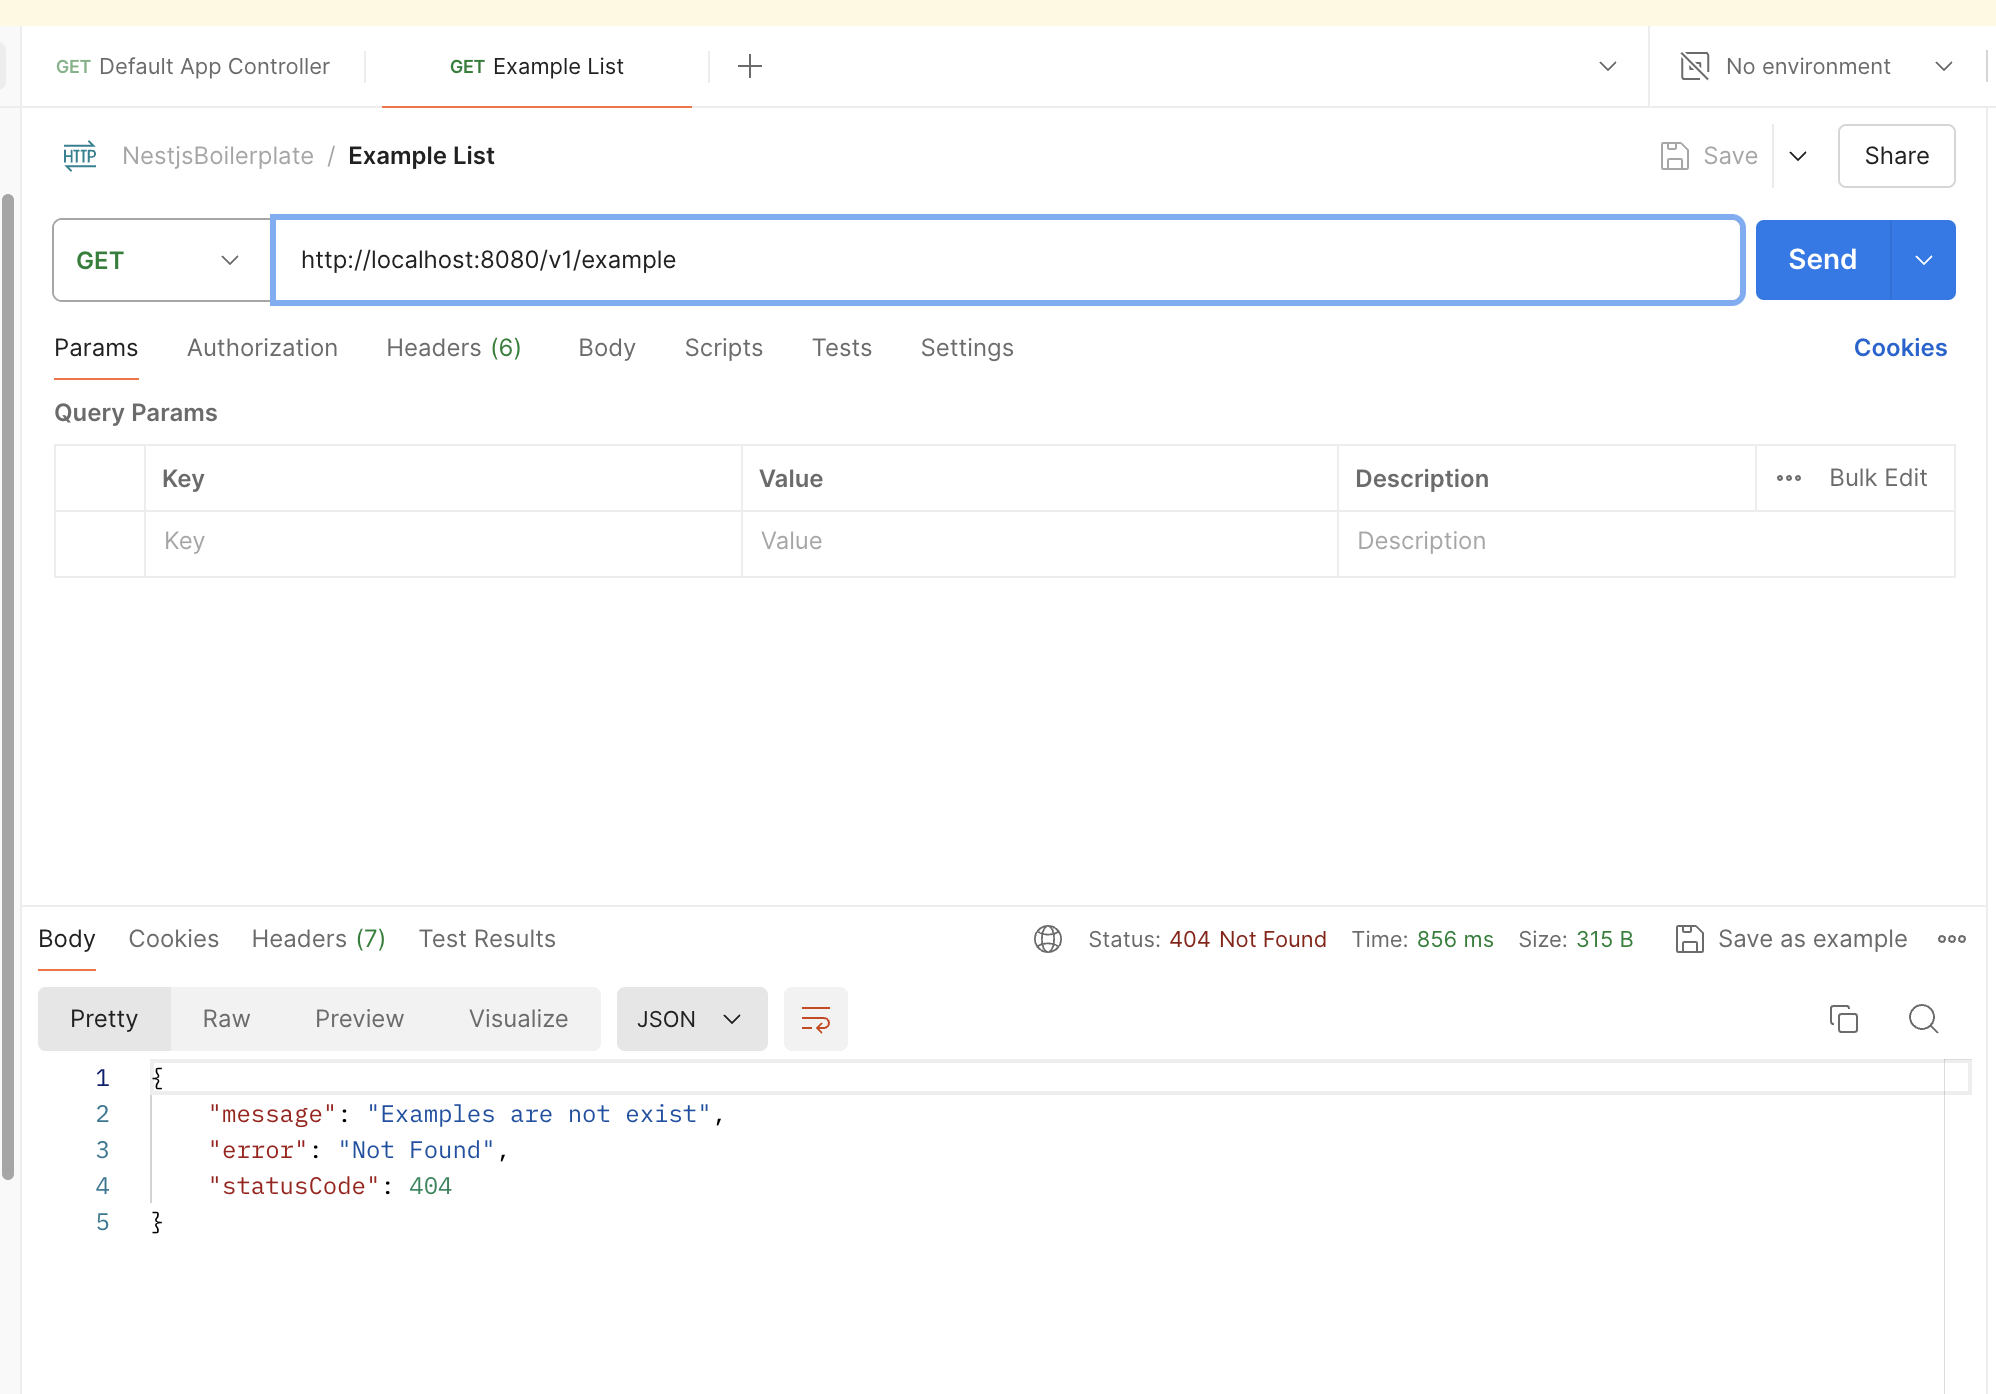 GET Default App Controller
GET Example List
No environment
HTTP NestjsBoilerplate / Example List
Save
Share
GET
http://localhost:8080/v1/example
Send
Params Authorization Headers (6) Body Scripts Tests Settings
Cookies
Query Params
Key Value Description Bulk Edit
Key Value Description
Body Cookies Headers (7) Test Results
Status: 404 Not Found Time: 856 ms Size: 315 B Save as example
Pretty Raw Preview Visualize JSON
1 {
2 "message": "Examples are not exist",
3 "error": "Not Found",
4 "statusCode": 404
5 }